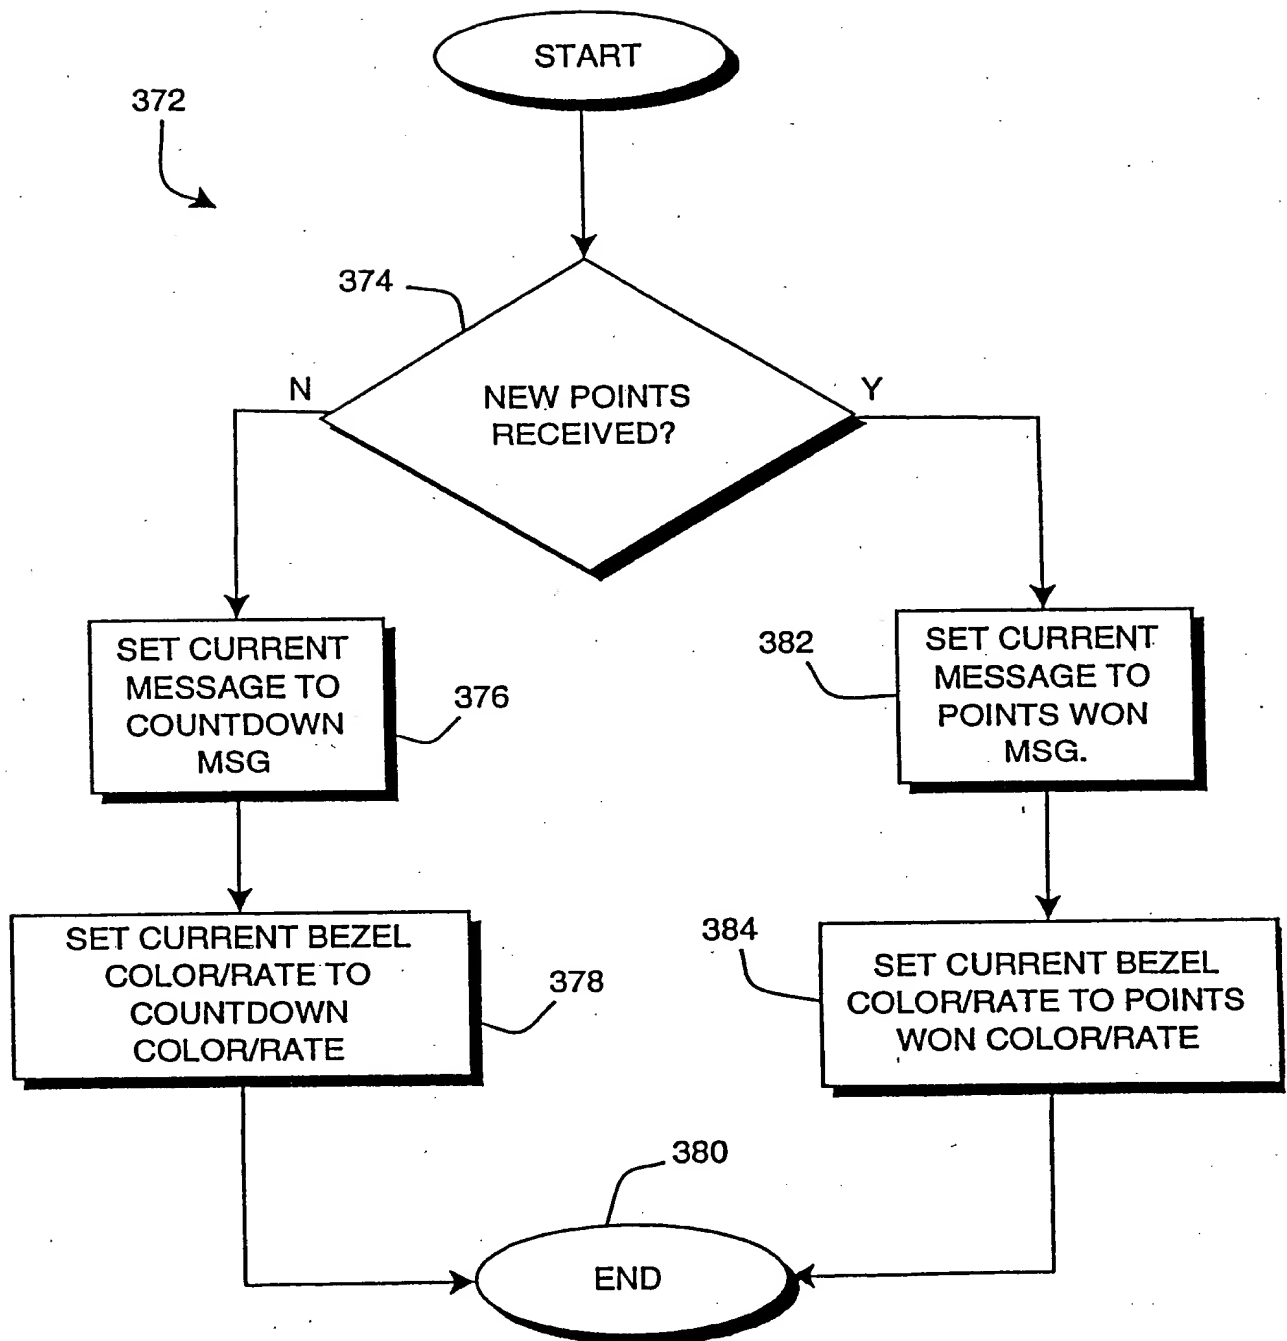 START
372
374
N
Y
NEW POINTS
RECEIVED?
SET CURRENT
MESSAGE TO
COUNTDOWN
MSG
376
382
SET CURRENT
MESSAGE TO
POINTS WON
MSG.
SET CURRENT BEZEL
COLOR/RATE TO
COUNTDOWN
COLOR/RATE
378
384
SET CURRENT BEZEL
COLOR/RATE TO POINTS
WON COLOR/RATE
380
END